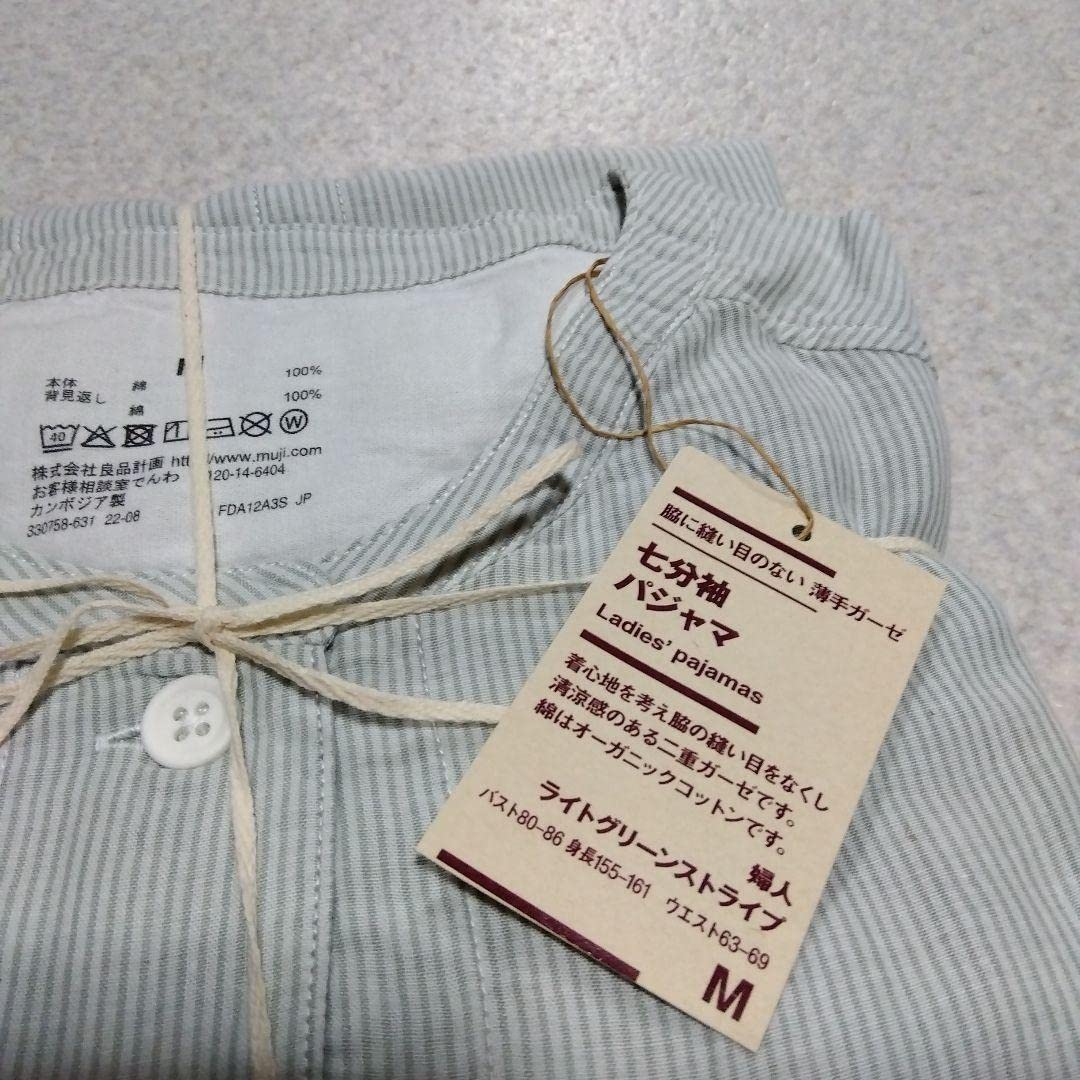 本体 綿 100%
背見返し 綿 100%
40
W
株式会社良品計画 htt //www.muji.com
お客様相談室でんわ 120-14-6404
カンボジア製
330758-631 22-08 FDA12A3S JP
脇に縫い目のない 薄手ガーゼ
七分袖
パジャマ
Ladies' pajamas
着心地を考え脇の縫い目をなくし
清涼感のある二重ガーゼです。
綿はオーガニックコットンです。
婦人
ライトグリーンストライプ
バスト80-86 身長155-161 ウエスト63-69
M